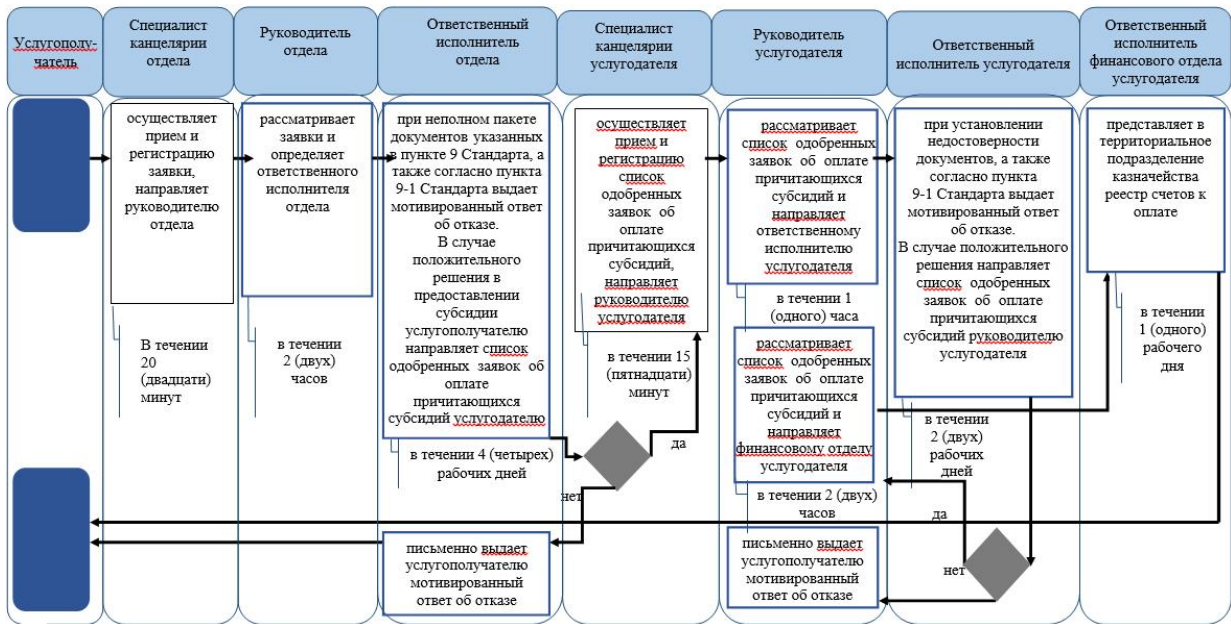 Услугополу-
чатель
Специалист
канцелярии
отдела
Руководитель
отдела
Ответственный
исполнитель
отдела
Специалист
канцелярии
услугодателя
Руководитель
услугодателя
Ответственный
исполнитель услугодателя
Ответственный
исполнитель
финансового отдела
услугодателя
осуществляет
прием и
регистрацию
заявки,
направляет
руководителю
отдела
В течении
20
(двадцати)
минут
рассматривает
заявки и
определяет
ответственного
исполнителя
отдела
в течении
2 (двух)
часов
при неполном пакете
документов указанных
в пункте 9 Стандарта, а
также согласно пункта
9-1 Стандарта выдает
мотивированный ответ
об отказе.
В случае
положительного
решения в
предоставлении
субсидии
услугополучателю
направляет список
одобренных заявок об
оплате
причитающихся
субсидий услугодателю
в течении 4 (четырех)
рабочих дней
нет
письменно выдает
услугополучателю
мотивированный
ответ об отказе
осуществляет
прием и
регистрацию
список
одобренных
заявок об
оплате
причитающихся
субсидий,
направляет
руководителю
услугодателя
в течении 15
(пятнадцати)
минут
да
рассматривает
список одобренных
заявок об оплате
причитающихся
субсидий и
направляет
ответственному
исполнителю
услугодателя
в течении 1
(одного) часа
рассматривает
список одобренных
заявок об оплате
причитающихся
субсидий и
направляет
финансовому отделу
услугодателя
в течении 2 (двух)
часов
письменно выдает
услугополучателю
мотивированный
ответ об отказе
при установлении
недостоверности
документов, а также
согласно пункта
9-1 Стандарта выдает
мотивированный ответ
об отказе.
В случае положительного
решения направляет
список одобренных
заявок об оплате
причитающихся
субсидий руководителю
услугодателя
в течении
2 (двух)
рабочих
дней
да
нет
представляет в
территориальное
подразделение
казначейства
реестр счетов к
оплате
в течении
1 (одного)
рабочего
дня